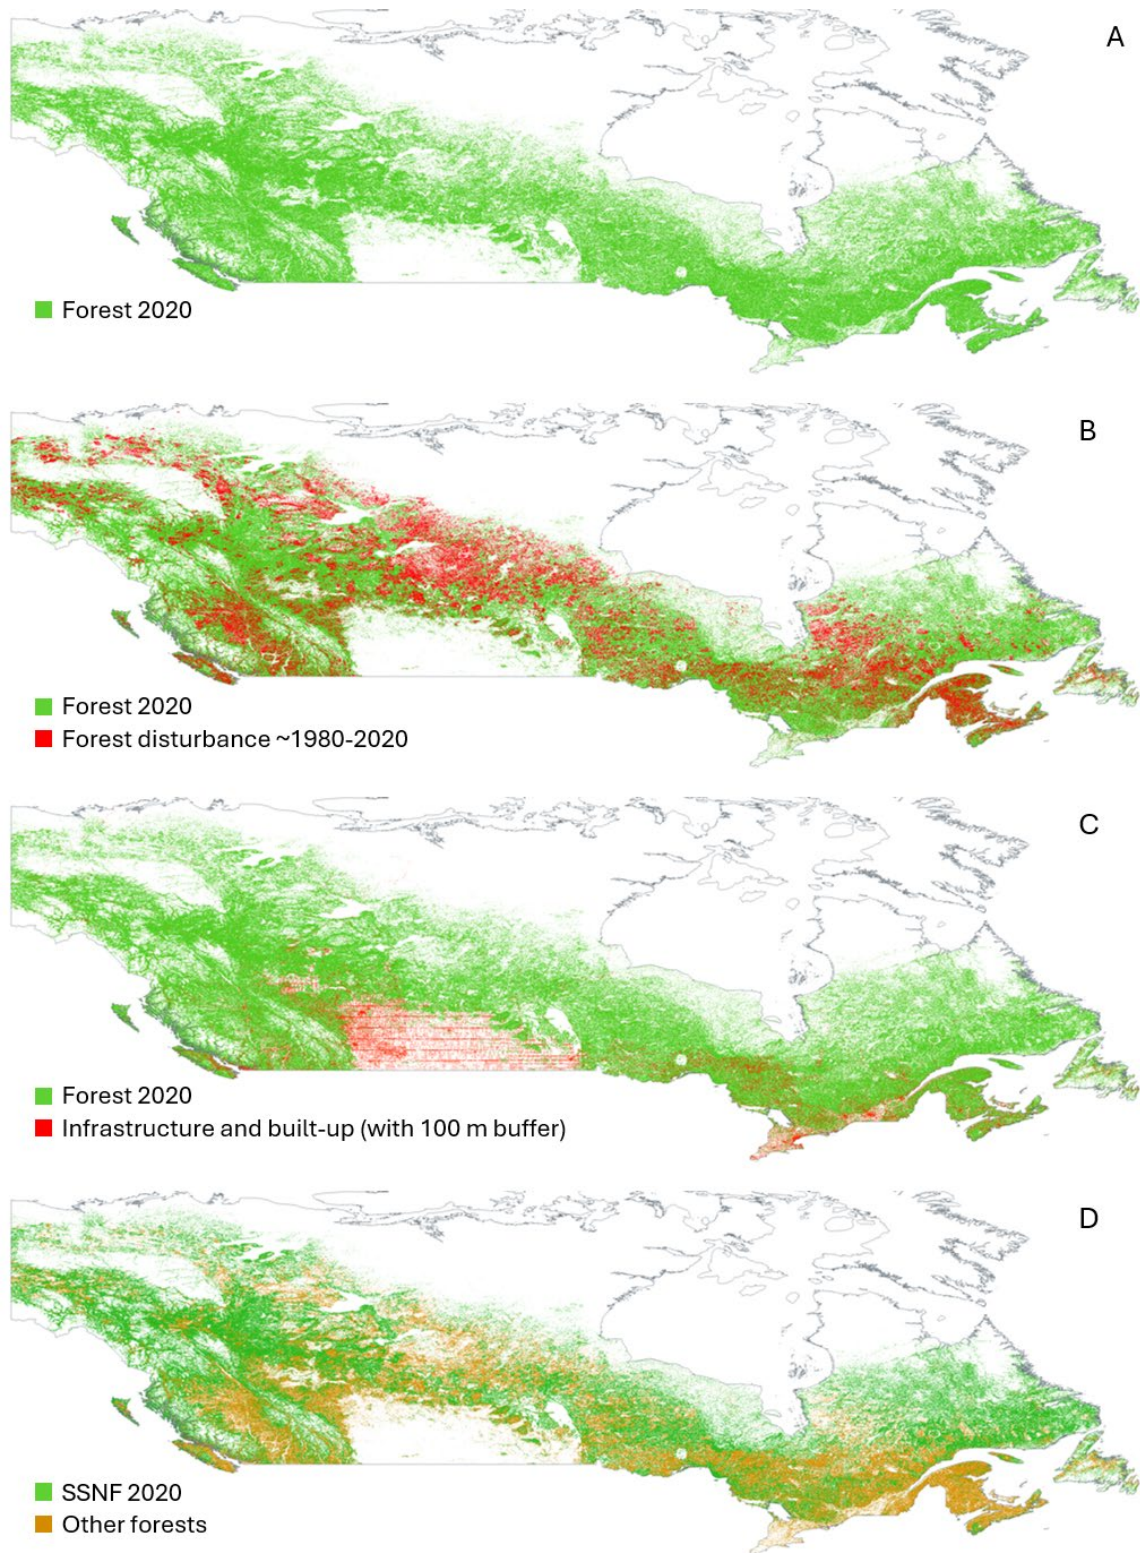 A
Forest 2020
B
Forest 2020
Forest disturbance ~1980-2020
C
Forest 2020
Infrastructure and built-up (with 100 m buffer)
D
SSNF 2020
Other forests